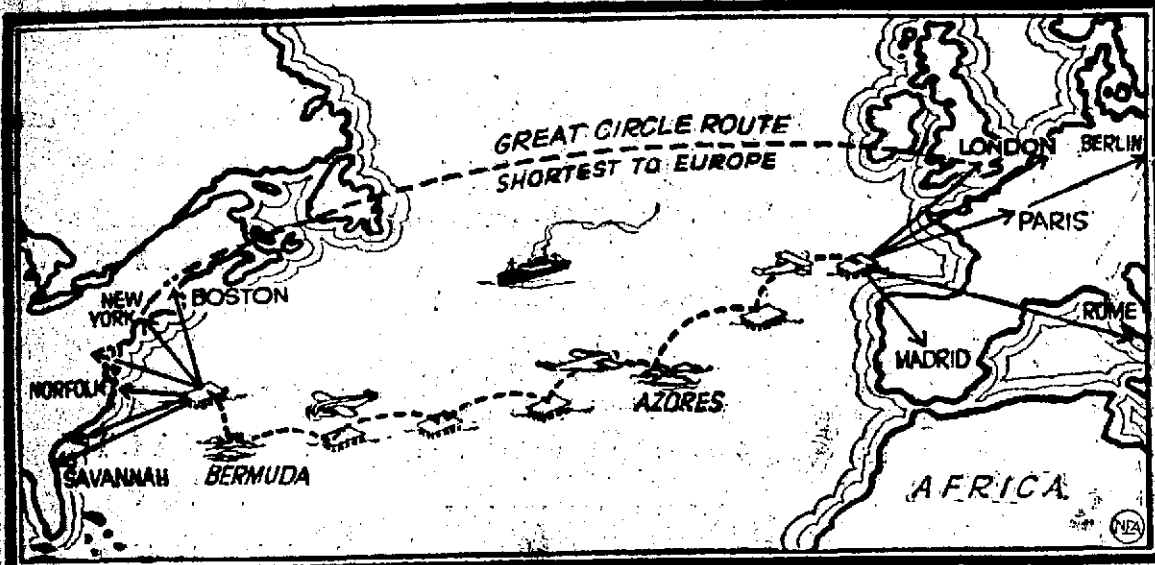 GREAT CIRCLE ROUTE
SHORTEST TO EUROPE
LONDON
BERLIN
PARIS
NEW
YORK
BOSTON
ROME
MADRID
NORFOLK
AZORES
SAVANNAH
BERMUDA
AFRICA
NEA